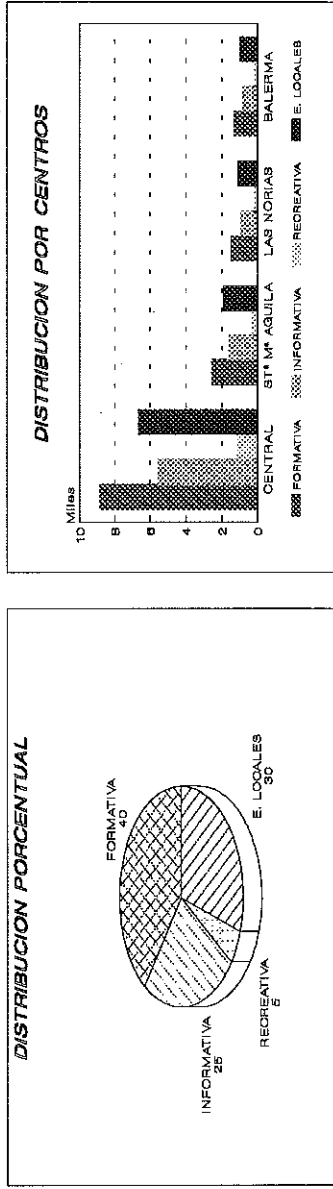 DISTRIBUCION PORCENTUAL
FORMATIVA
40
INFORMATIVA
25
RECREATIVA
5
E. LOCALES
30
DISTRIBUCION POR CENTROS
Miles
10
8
6
4
2
0
CENTRAL
STª Mª AGUILA
LAS NORIAS
BALERMA
FORMATIVA
INFORMATIVA
RECREATIVA
E. LOCALES